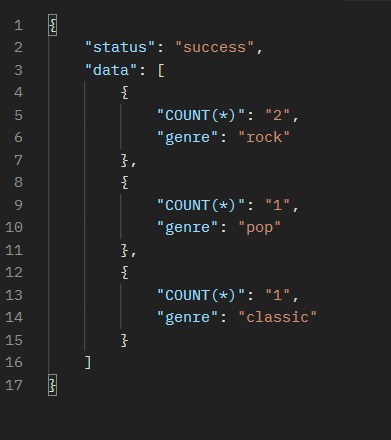 1 {
2 "status": "success",
3 "data": [
4 {
5 "COUNT(*)": "2",
6 "genre": "rock"
7 },
8 {
9 "COUNT(*)": "1",
10 "genre": "pop"
11 },
12 {
13 "COUNT(*)": "1",
14 "genre": "classic"
15 }
16 ]
17 }